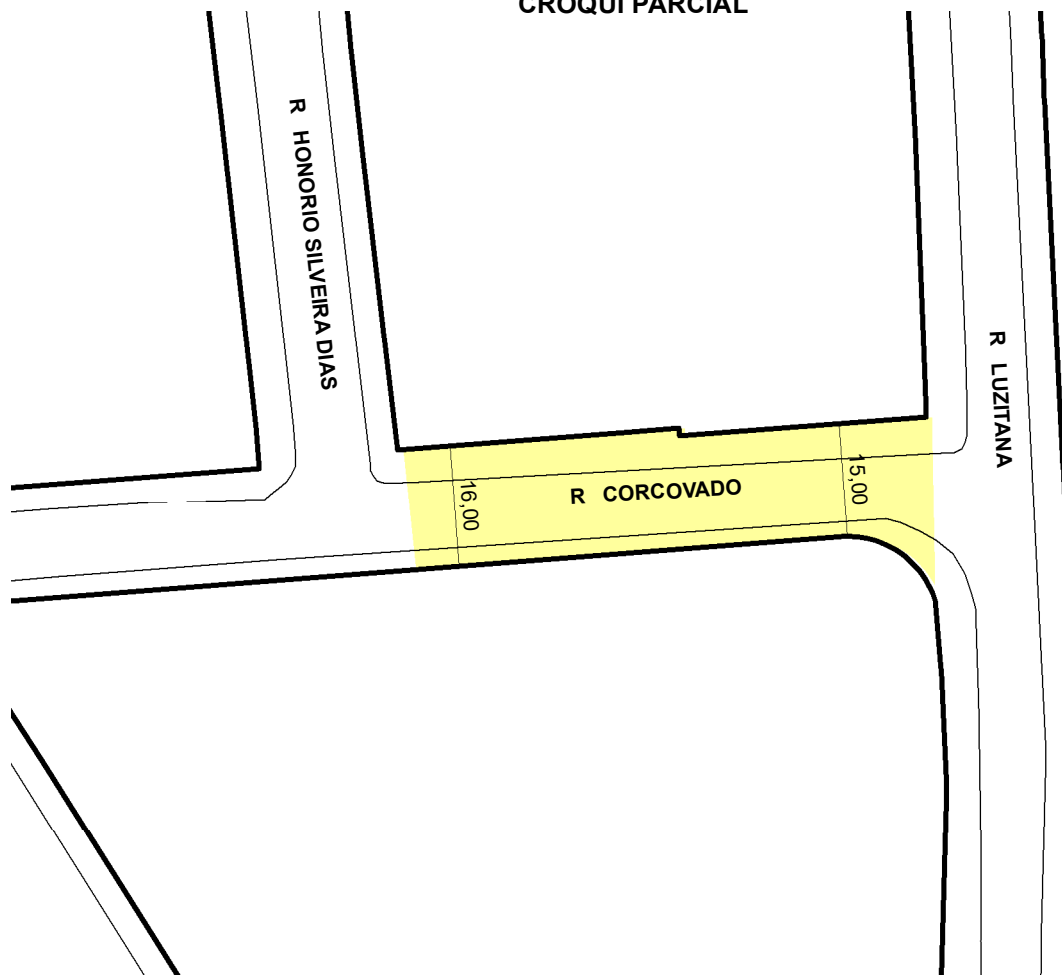 CROQUI PARCIAL
R HONORIO SILVEIRA DIAS
R LUZITANA
R CORCOVADO
16,00
15,00